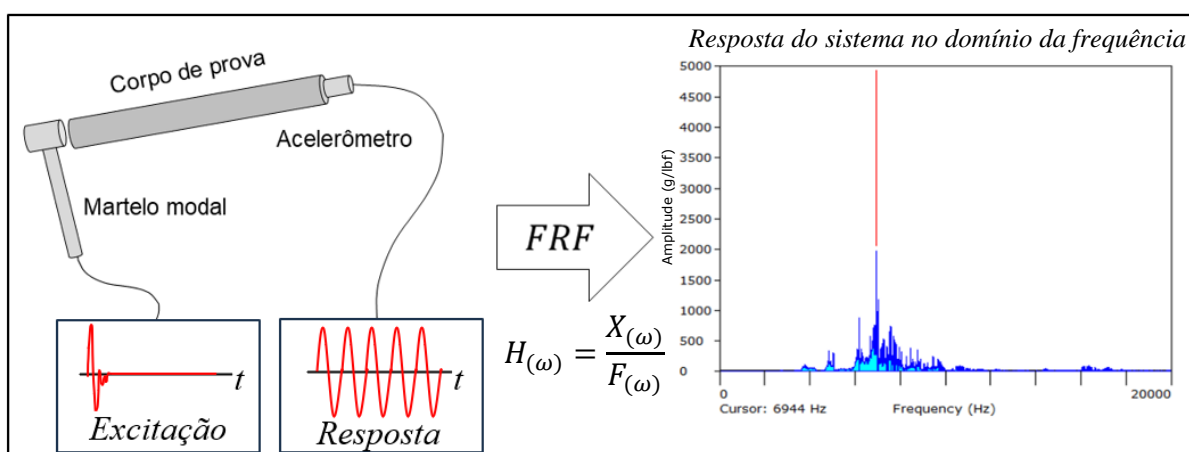 Corpo de prova
Acelerômetro
Martelo modal
Excitação
t
Resposta
t
FRF
H(ω) = X(ω) / F(ω)
Resposta do sistema no domínio da frequência
Amplitude (g/lbf)
5000
4500
4000
3500
3000
2500
2000
1500
1000
500
0
0 20000
Cursor: 6944 Hz Frequency (Hz)